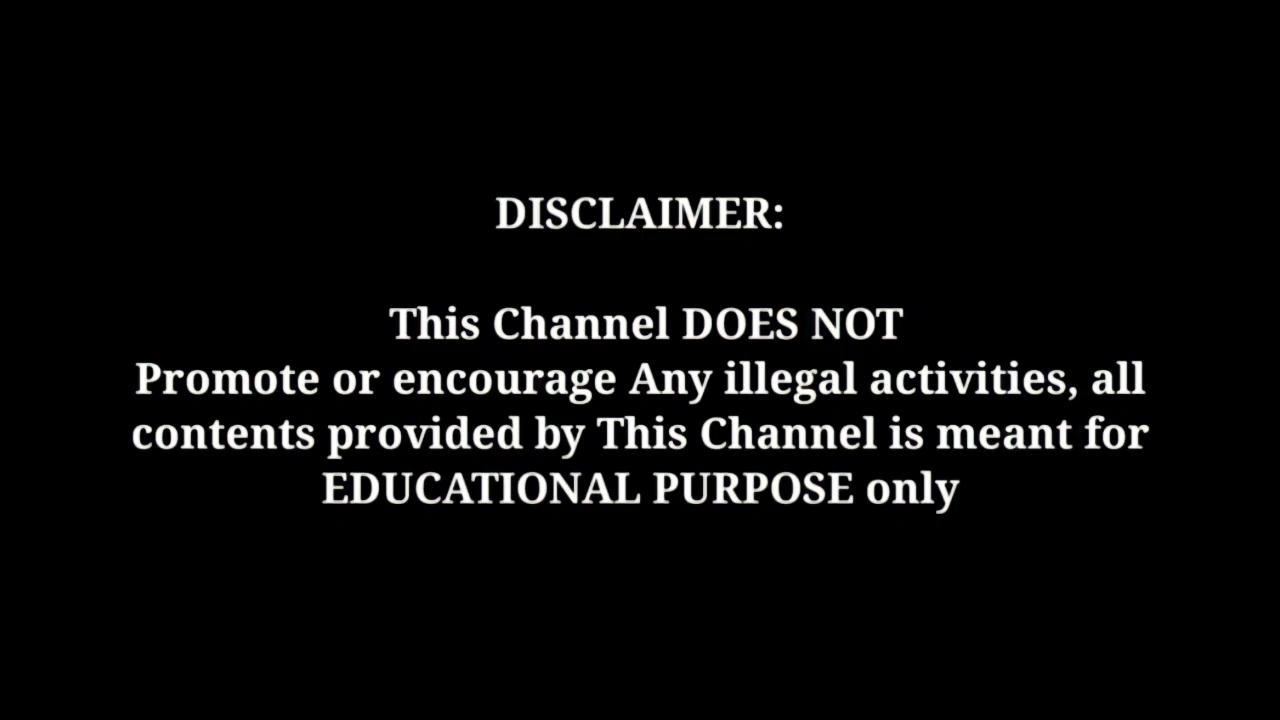 DISCLAIMER:
This Channel DOES NOT
Promote or encourage Any illegal activities, all
contents provided by This Channel is meant for
EDUCATIONAL PURPOSE only